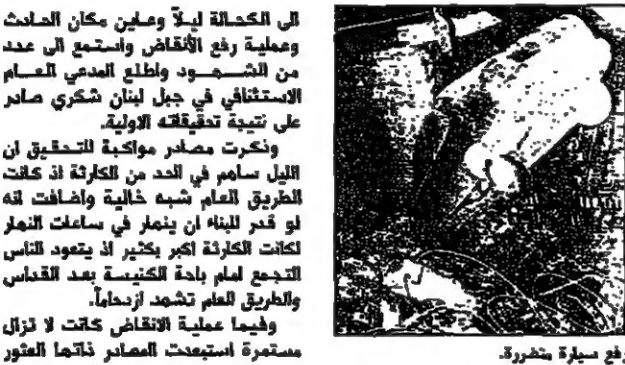 الى الكحالة ليلاً وعاين مكان الحادث
وعملية رفع الأنقاض واستمع الى عدد
من الشهود واطلع المدعي العام
الاستئنافي في جبل لبنان شكري صادر
على نتيجة تحقيقاته الاولية.
وذكرت مصادر مواكبة للتحقيق ان
الليل ساهم في الحد من الكارثة اذ كانت
الطريق العام شبه خالية واضافت انه
لو قدر للبناء ان ينهار في ساعات النهار
لكانت الكارثة اكبر بكثير اذ يتعود الناس
التجمع امام باحة الكنيسة بعد القداس
والطريق العام تشهد ازدحاماً.
وفيما عملية الانقاض كانت لا تزال
مستمرة استبعدت المصادر ذاتها العثور
رفع سيارة متضررة.